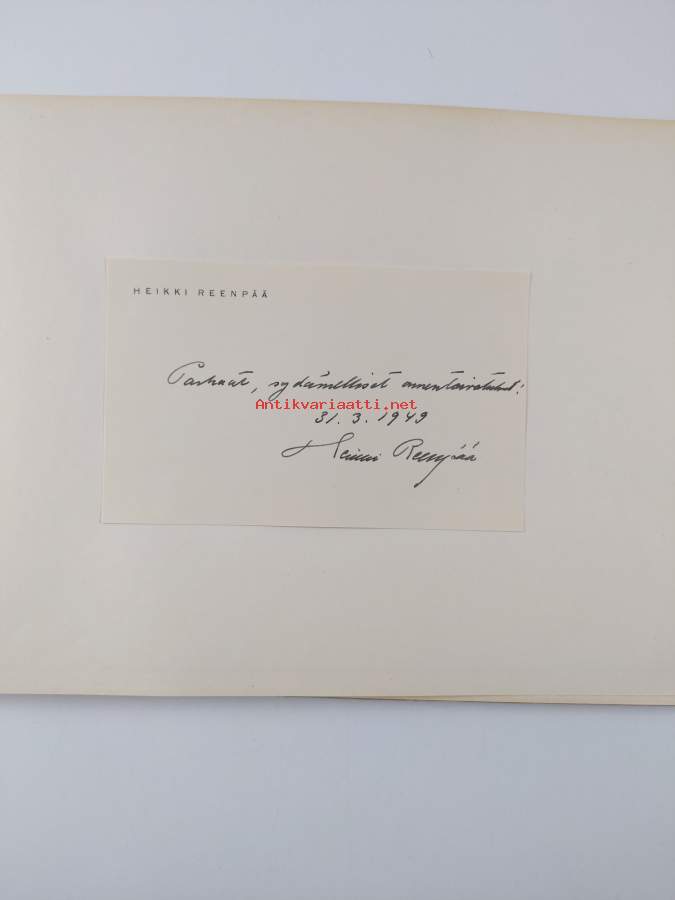 HEIKKI REENPÄÄ
Parhaat, sydämelliset onnentoivotukset!
Antikvariaatti.net
31.3.1949
Heikki Reenpää